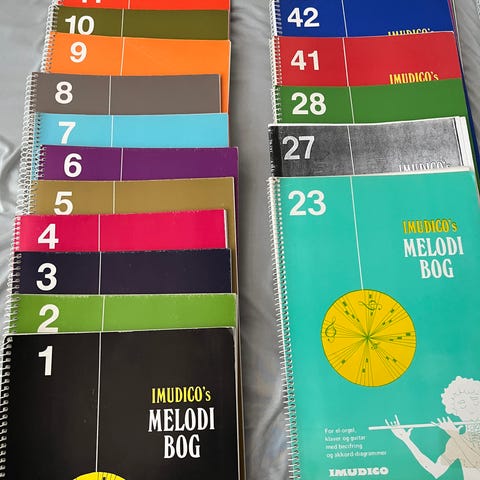 11
10
9
8
7
6
5
4
3
2
1
IMUDICO's
MELODI
BOG
42
41
IMUDICO's
28
27
IMUDICO's
23
IMUDICO's
MELODI
BOG
For el-orgel,
klaver og guitar
med becifring
og akkord-diagrammer
IMUDICO